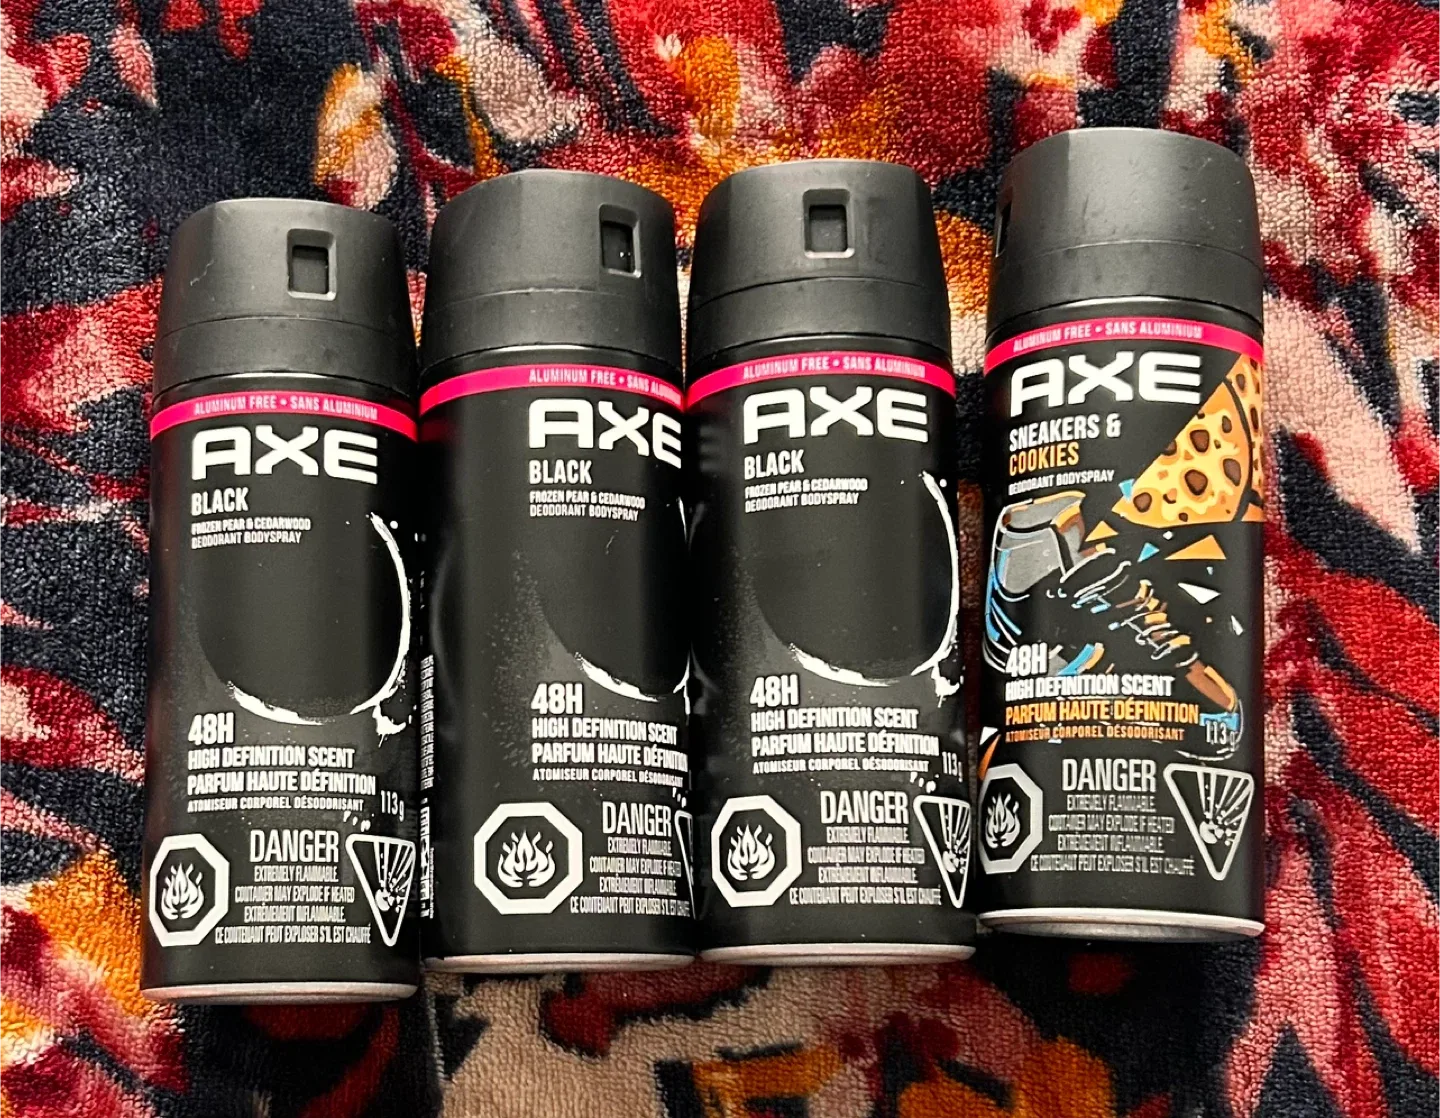 ALUMINUM FREE • SANS ALUMINIUM
AXE
BLACK
FROZEN PEAR & CEDARWOOD
DEODORANT BODYSPRAY
48H
HIGH DEFINITION SCENT
PARFUM HAUTE DÉFINITION
ATOMISEUR CORPOREL DÉSODORISANT
113g
DANGER
EXTREMELY FLAMMABLE.
CONTAINER MAY EXPLODE IF HEATED
EXTRÊMEMENT INFLAMMABLE.
CE CONTENANT PEUT EXPLOSER S'IL EST CHAUFFÉ
ALUMINUM FREE • SANS
AXE
BLACK
FROZEN PEAR & CEDARWOOD
DEODORANT BODYSPRAY
48H
HIGH DEFINITION SCENT
PARFUM HAUTE DÉFINITION
ATOMISEUR CORPOREL DÉSODORISANT
DANGER
EXTREMELY FLAMMABLE.
CONTAINER MAY EXPLODE IF HEATED
EXTRÊMEMENT INFLAMMABLE.
CE CONTENANT PEUT EXPLOSER S'IL EST
ALUMINUM FREE • SANS ALUMINIUM
AXE
BLACK
FROZEN PEAR & CEDARWOOD
DEODORANT BODYSPRAY
48H
HIGH DEFINITION SCENT
PARFUM HAUTE DÉFINITION
ATOMISEUR CORPOREL DÉSODORISANT
113g
DANGER
EXTREMELY FLAMMABLE.
CONTAINER MAY EXPLODE IF HEATED
EXTRÊMEMENT INFLAMMABLE.
CE CONTENANT PEUT EXPLOSER S'IL EST CHAUFFÉ
ALUMINUM FREE • SANS ALUMINIUM
AXE
SNEAKERS &
COOKIES
DEODORANT BODYSPRAY
48H
HIGH DEFINITION SCENT
PARFUM HAUTE DÉFINITION
ATOMISEUR CORPOREL DÉSODORISANT
113g
DANGER
EXTREMELY FLAMMABLE.
CONTAINER MAY EXPLODE IF HEATED
EXTRÊMEMENT INFLAMMABLE.
CE CONTENANT PEUT EXPLOSER S'IL EST CHAUFFÉ